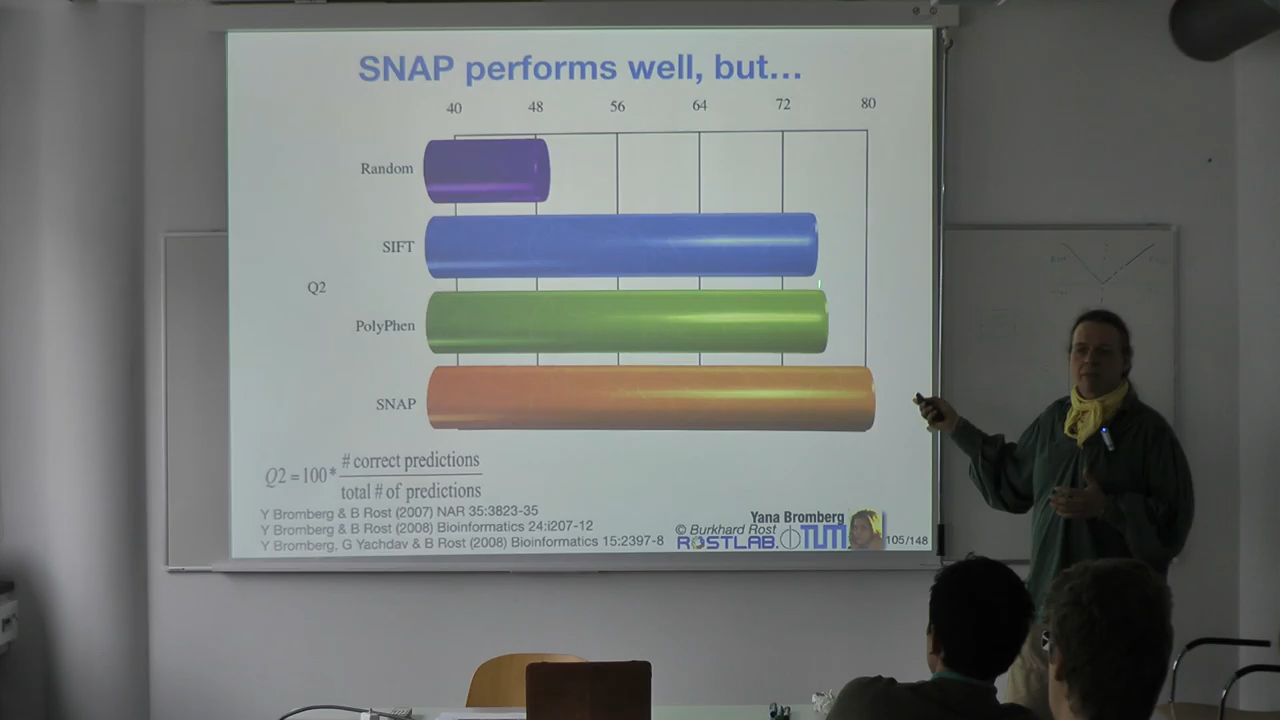 SNAP performs well, but...
40 48 56 64 72 80
Random
SIFT
Q2
PolyPhen
SNAP
Q2 = 100* # correct predictions
total # of predictions
Y Bromberg & B Rost (2007) NAR 35:3823-35
Y Bromberg & B Rost (2008) Bioinformatics 24:i207-12
Y Bromberg, G Yachdav & B Rost (2008) Bioinformatics 15:2397-8
Yana Bromberg
© Burkhard Rost
ROSTLAB. TUM
105/148